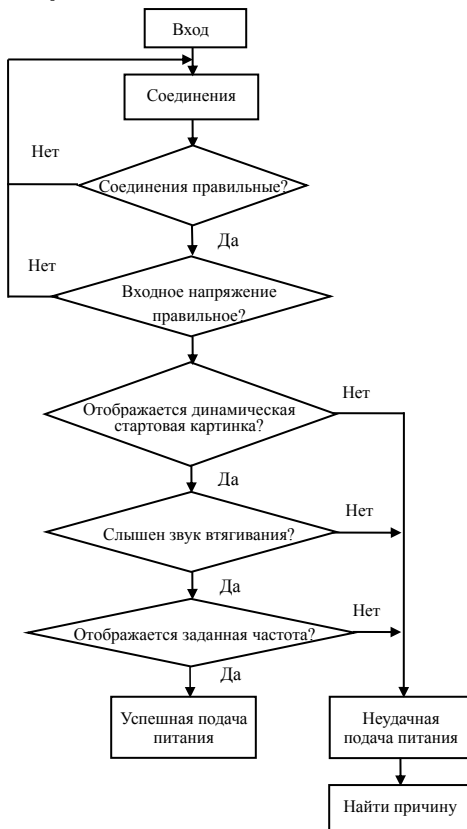 Вход
Соединения
Нет
Соединения правильные?
Да
Нет
Входное напряжение
правильное?
Нет
Отображается динамическая
стартовая картинка?
Да
Нет
Слышен звук втягивания?
Да
Нет
Отображается заданная частота?
Да
Успешная подача
питания
Неудачная
подача питания
Найти причину